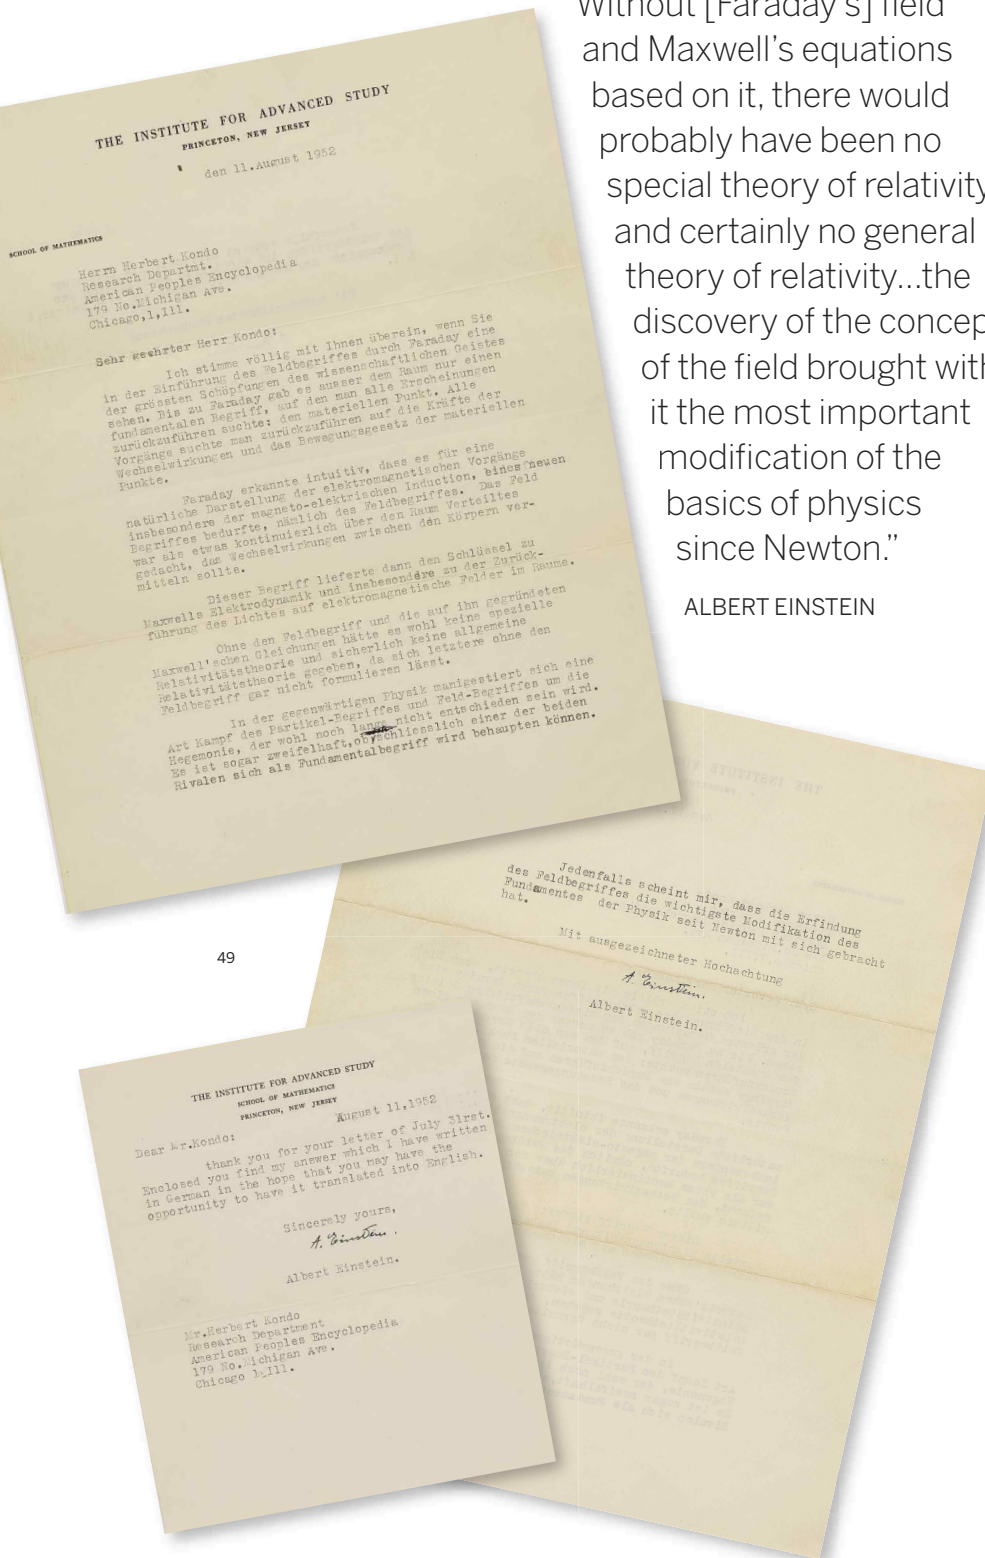 Without [Faraday's] field
and Maxwell's equations
based on it, there would
probably have been no
special theory of relativity
and certainly no general
theory of relativity...the
discovery of the concep
of the field brought with
it the most important
modification of the
basics of physics
since Newton.”
ALBERT EINSTEIN
THE INSTITUTE FOR ADVANCED STUDY
PRINCETON, NEW JERSEY
den 11.August 1952
SCHOOL OF MATHEMATICS
Herrn Herbert Kondo
Research Departmt.
American Peoples Encyclopedia
179 No.Michigan Ave.
Chicago,1,Ill.
Sehr geehrter Herr Kondo:
Ich stimme völlig mit Ihnen überein, wenn Sie
in der Einführung des Feldbegriffes durch Faraday eine
der grössten Schöpfungen des wissenschaftlichen Geistes
sehen. Bis zu Faraday gab es ausser dem Raum nur einen
fundamentalen Begriff, auf den man alle Erscheinungen
zurückzuführen suchte: den materiellen Punkt. Alle
Vorgänge suchte man zurückzuführen auf die Kräfte der
Wechselwirkungen und das Bewegungsgesetz der materiellen
Punkte.
Faraday erkannte intuitiv, dass es für eine
natürliche Darstellung der elektromagnetischen Vorgänge
insbesondere der magneto-elektrischen Induction, eines neuen
Begriffes bedurfte, nämlich des Feldbegriffes. Das Feld
war als etwas kontinuierlich über den Raum Verteiltes
gedacht, das Wechselwirkungen zwischen den Körpern ver-
mitteln sollte.
Dieser Begriff lieferte dann den Schlüssel zu
Maxwells Elektrodynamik und insbesondere zu der Zurück-
führung des Lichtes auf elektromagnetische Felder im Raume.
Ohne den Feldbegriff und die auf ihn gegründeten
Maxwell'schen Gleichungen hätte es wohl keine spezielle
Relativitätstheorie und sicherlich keine allgemeine
Relativitätstheorie gegeben, da sich letztere ohne den
Feldbegriff gar nicht formulieren lässt.
In der gegenwärtigen Physik manigestiert sich eine
Art Kampf des Partikel-Begriffes und Feld-Begriffes um die
Hegemonie, der wohl noch lange nicht entschieden sein wird.
Es ist sogar zweifelhaft, ob schliesslich einer der beiden
Rivalen sich als Fundamentalbegriff wird behaupten können.
Jedenfalls scheint mir, dass die Erfindung
des Feldbegriffes die wichtigste Modifikation des
Fundamentes der Physik seit Newton mit sich gebracht
hat.
Mit ausgezeichneter Hochachtung
A. Einstein.
Albert Einstein.
49
THE INSTITUTE FOR ADVANCED STUDY
SCHOOL OF MATHEMATICS
PRINCETON, NEW JERSEY
August 11,1952
Dear Mr.Kondo:
thank you for your letter of July 31rst.
Enclosed you find my answer which I have written
in German in the hope that you may have the
opportunity to have it translated into English.
Sincerely yours,
A. Einstein.
Albert Einstein.
Mr.Herbert Kondo
Research Department
American Peoples Encyclopedia
179 No.Michigan Ave.
Chicago 1,Ill.